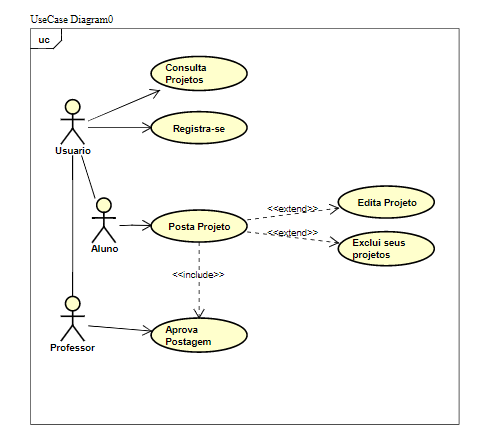 UseCase Diagram0
uc
Consulta
Projetos
Registra-se
Usuario
Edita Projeto
<<extend>>
Posta Projeto
<<extend>>
Exclui seus
projetos
Aluno
<<include>>
Aprova
Postagem
Professor